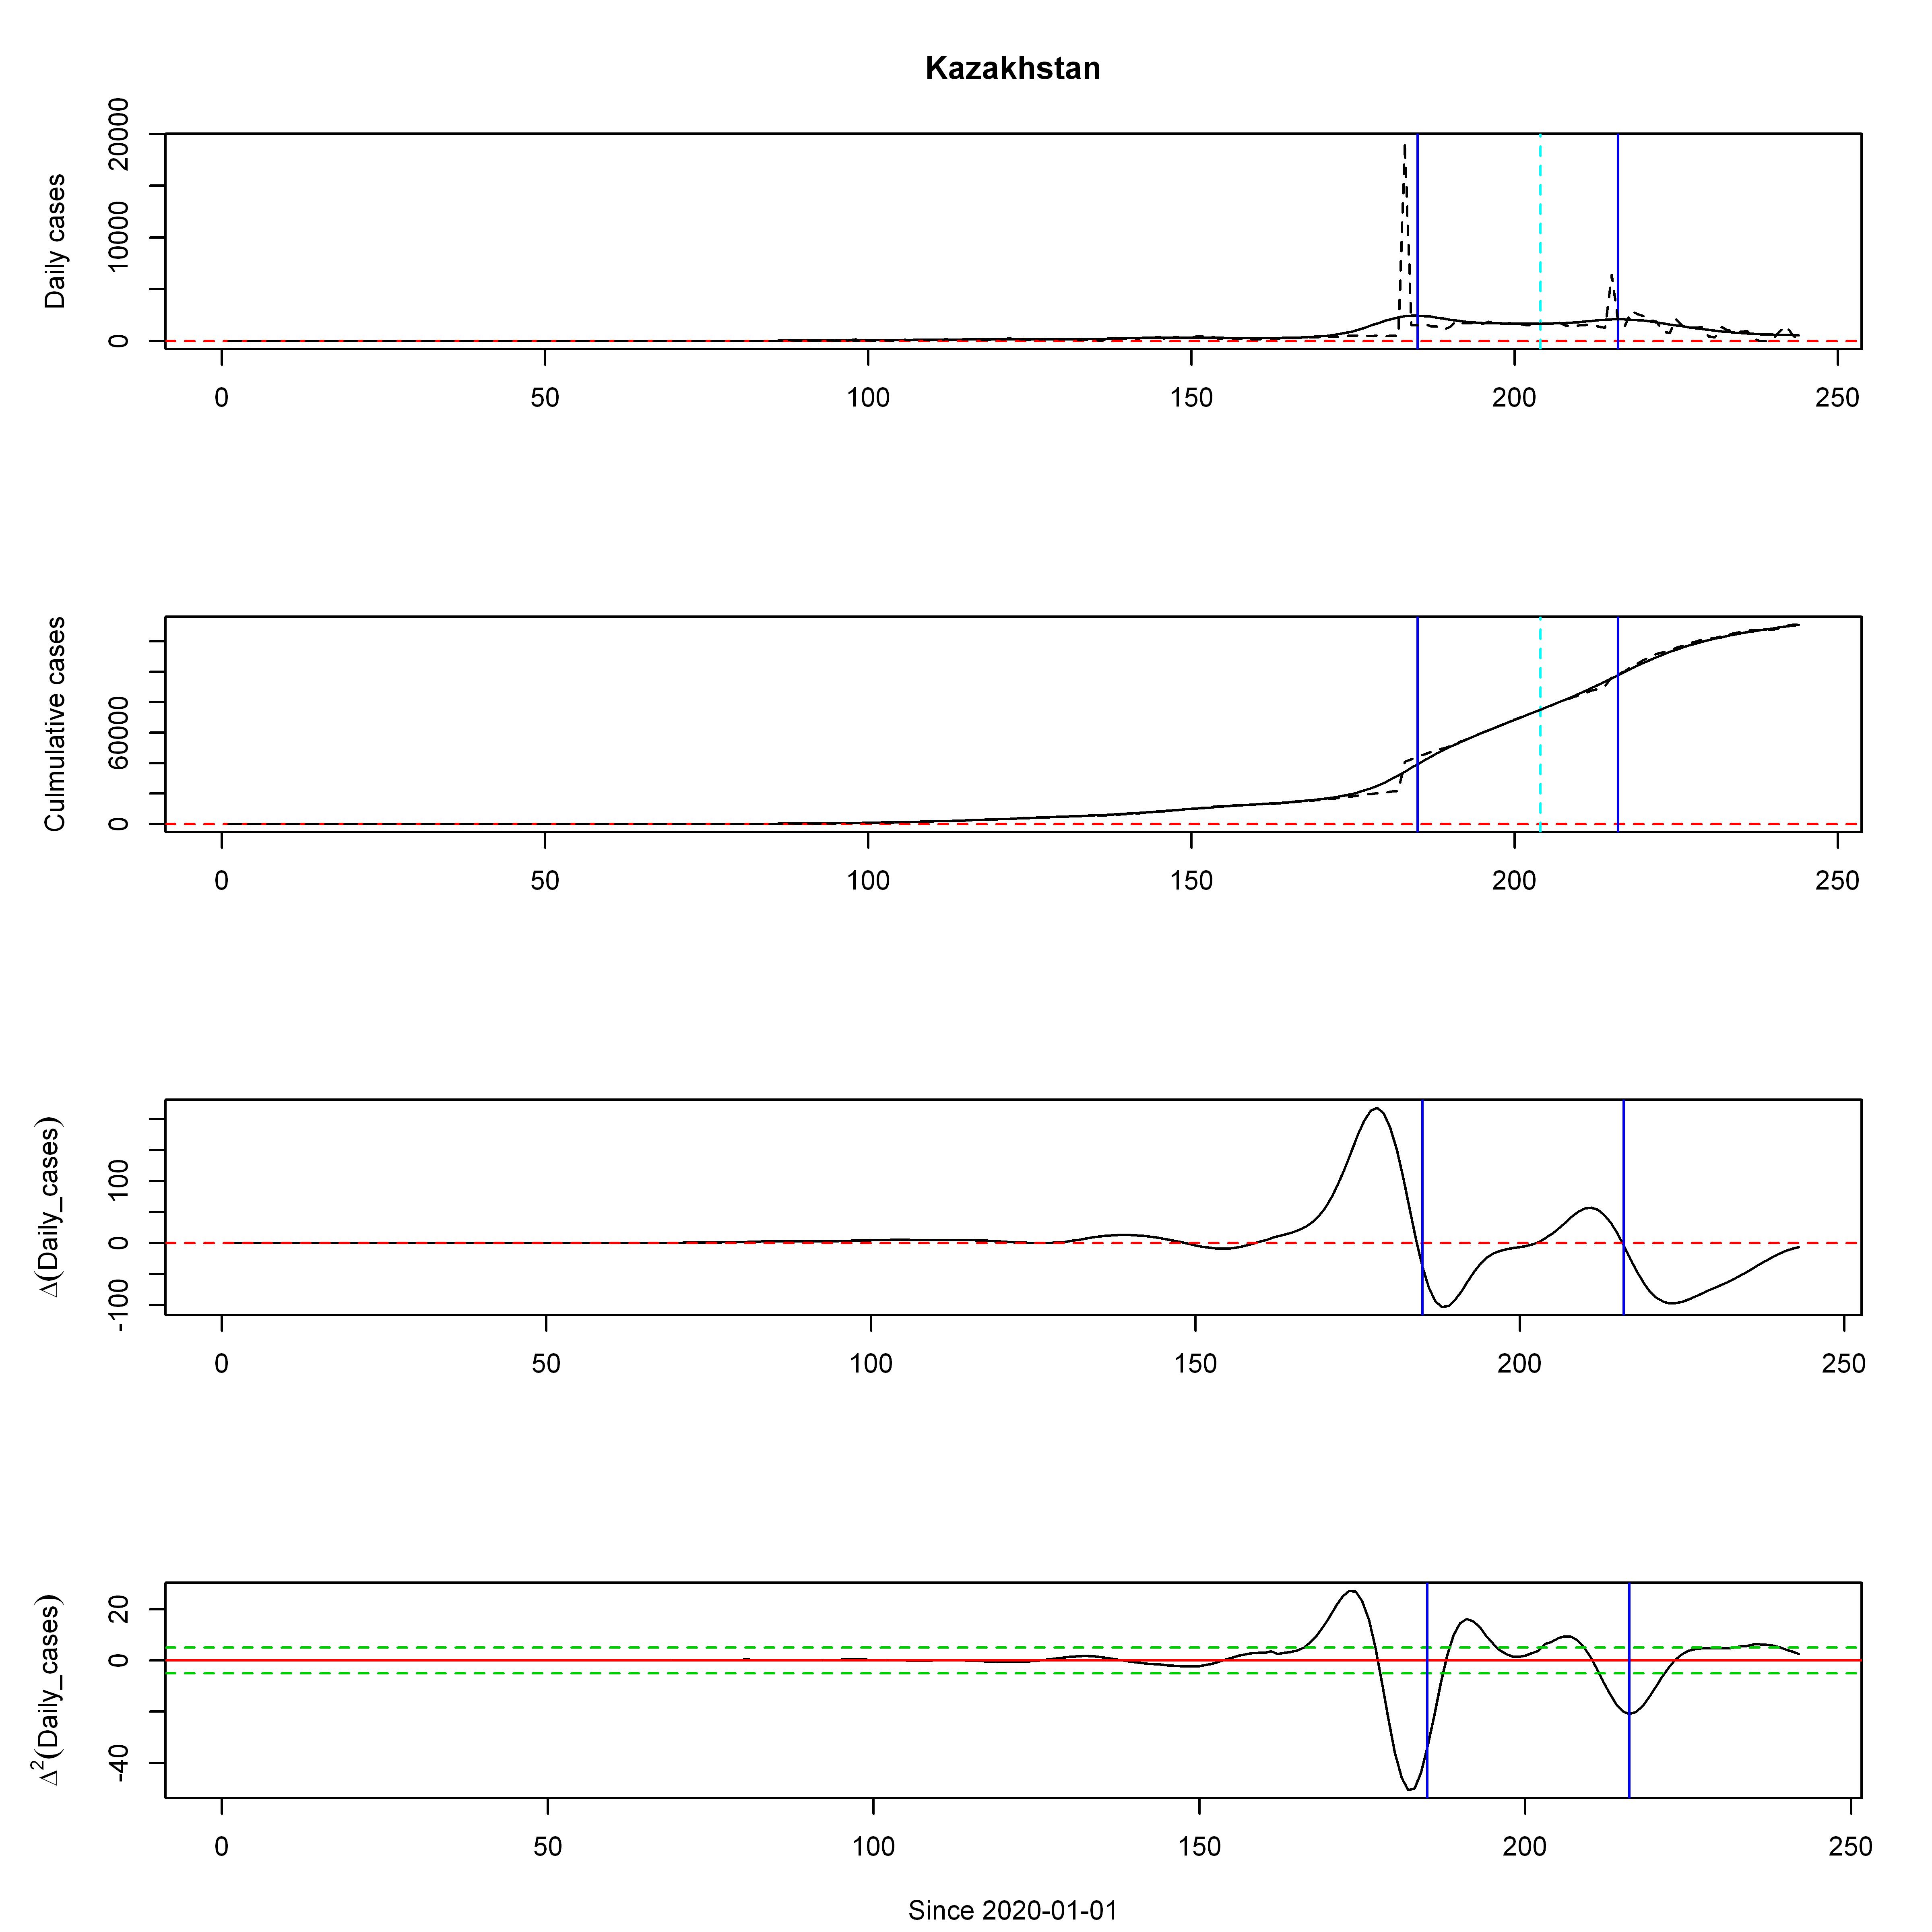 Kazakhstan
Daily cases
0 10000 20000
0 50 100 150 200 250
Culmulative cases
0 60000
0 50 100 150 200 250
Δ(Daily_cases)
-100 0 100
0 50 100 150 200 250
Δ²(Daily_cases)
-40 0 20
0 50 100 150 200 250
Since 2020-01-01